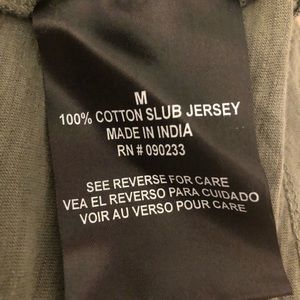 M
100% COTTON SLUB JERSEY
MADE IN INDIA
RN # 090233
SEE REVERSE FOR CARE
VEA EL REVERSO PARA CUIDADO
VOIR AU VERSO POUR CARE